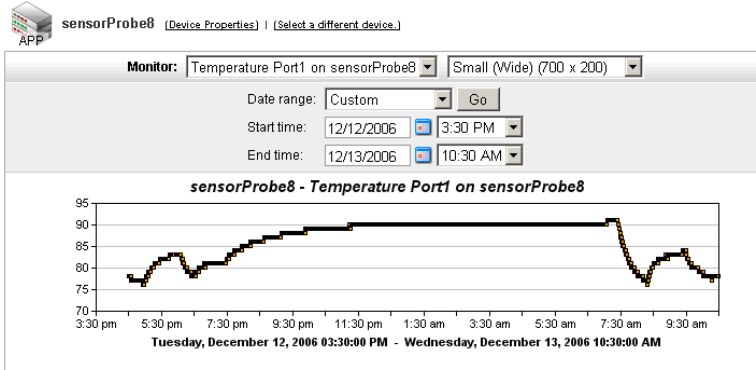 sensorProbe8 (Device Properties) | (Select a different device.)
APP
Monitor: Temperature Port1 on sensorProbe8 Small (Wide) (700 x 200)
Date range: Custom Go
Start time: 12/12/2006 3:30 PM
End time: 12/13/2006 10:30 AM
sensorProbe8 - Temperature Port1 on sensorProbe8
95
90
85
80
75
70
3:30 pm 5:30 pm 7:30 pm 9:30 pm 11:30 pm 1:30 am 3:30 am 5:30 am 7:30 am 9:30 am
Tuesday, December 12, 2006 03:30:00 PM - Wednesday, December 13, 2006 10:30:00 AM